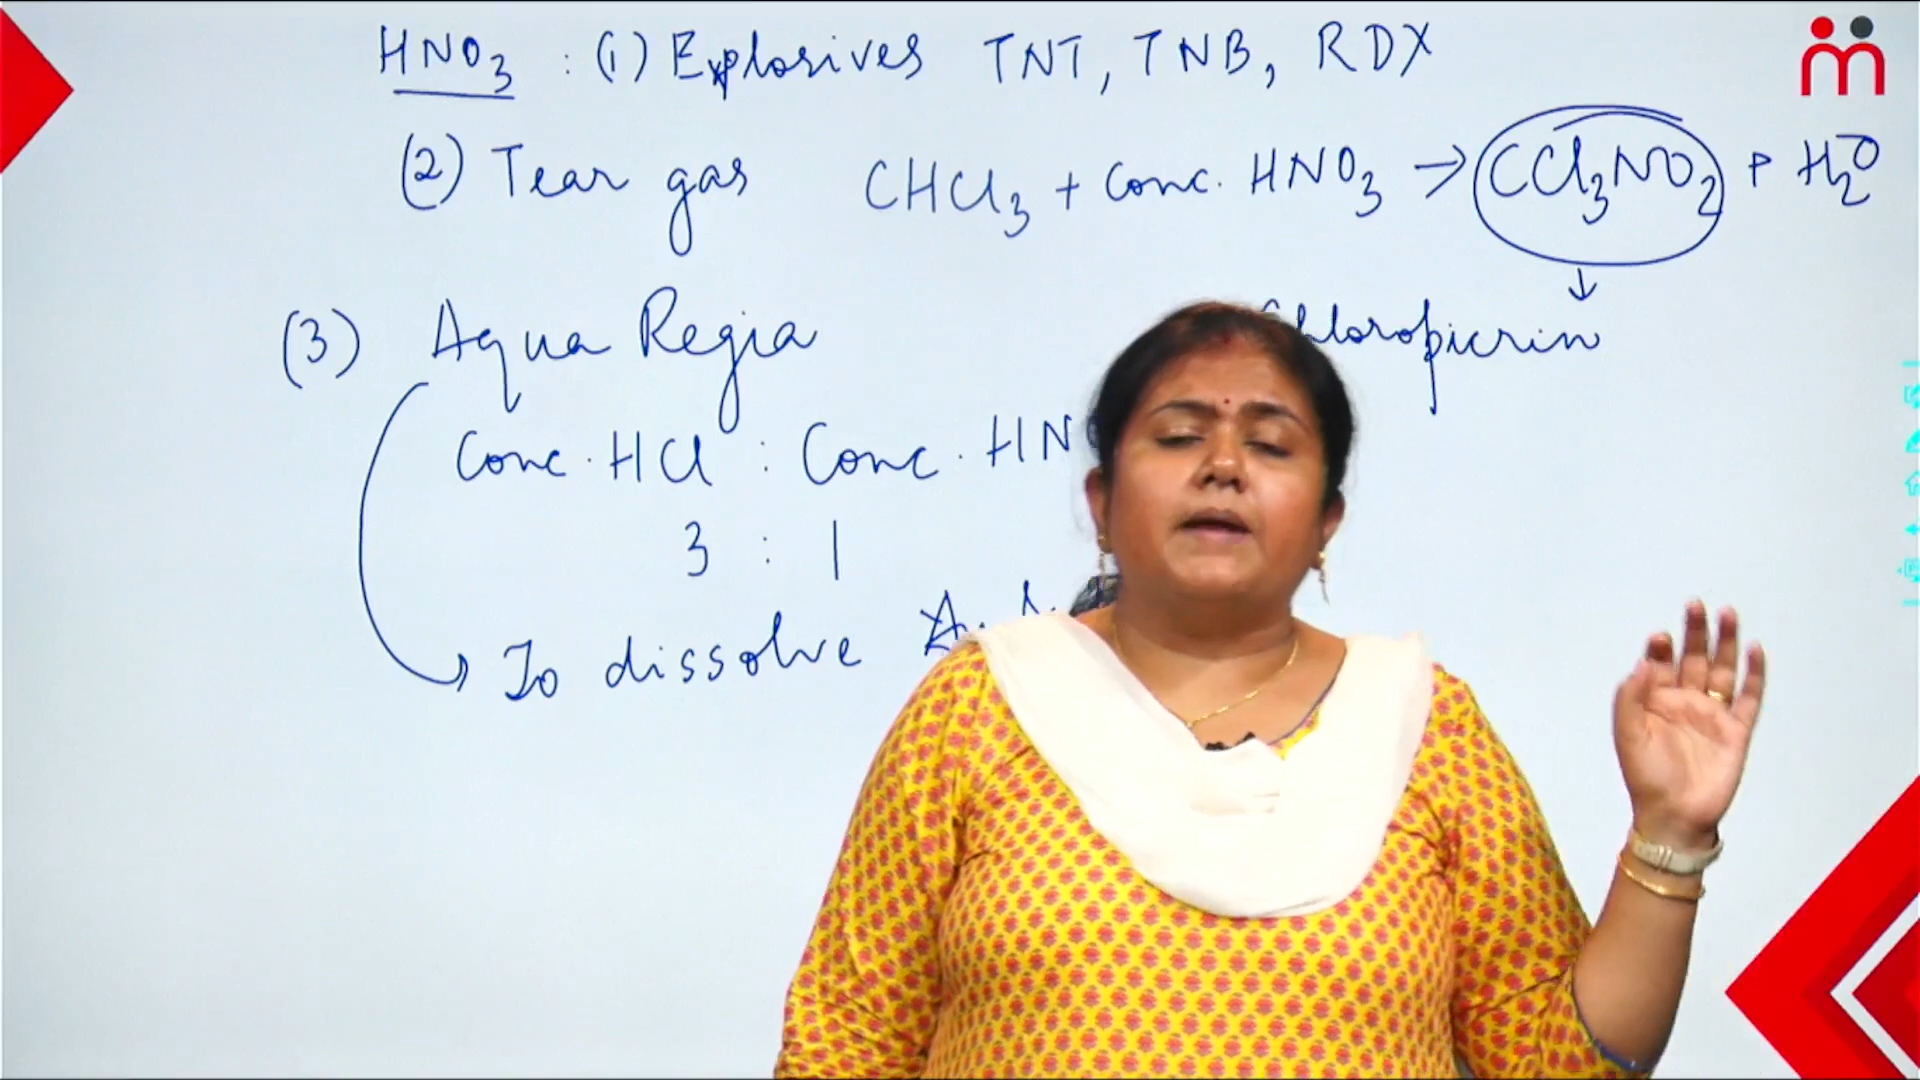 HNO3 : (1) Explosives TNT, TNB, RDX
(2) Tear gas CHCl3 + Conc. HNO3 → CCl3NO2 + H2O
(3) Aqua Regia Chloropicrin
Conc. HCl : Conc. HN
3 : 1
To dissolve